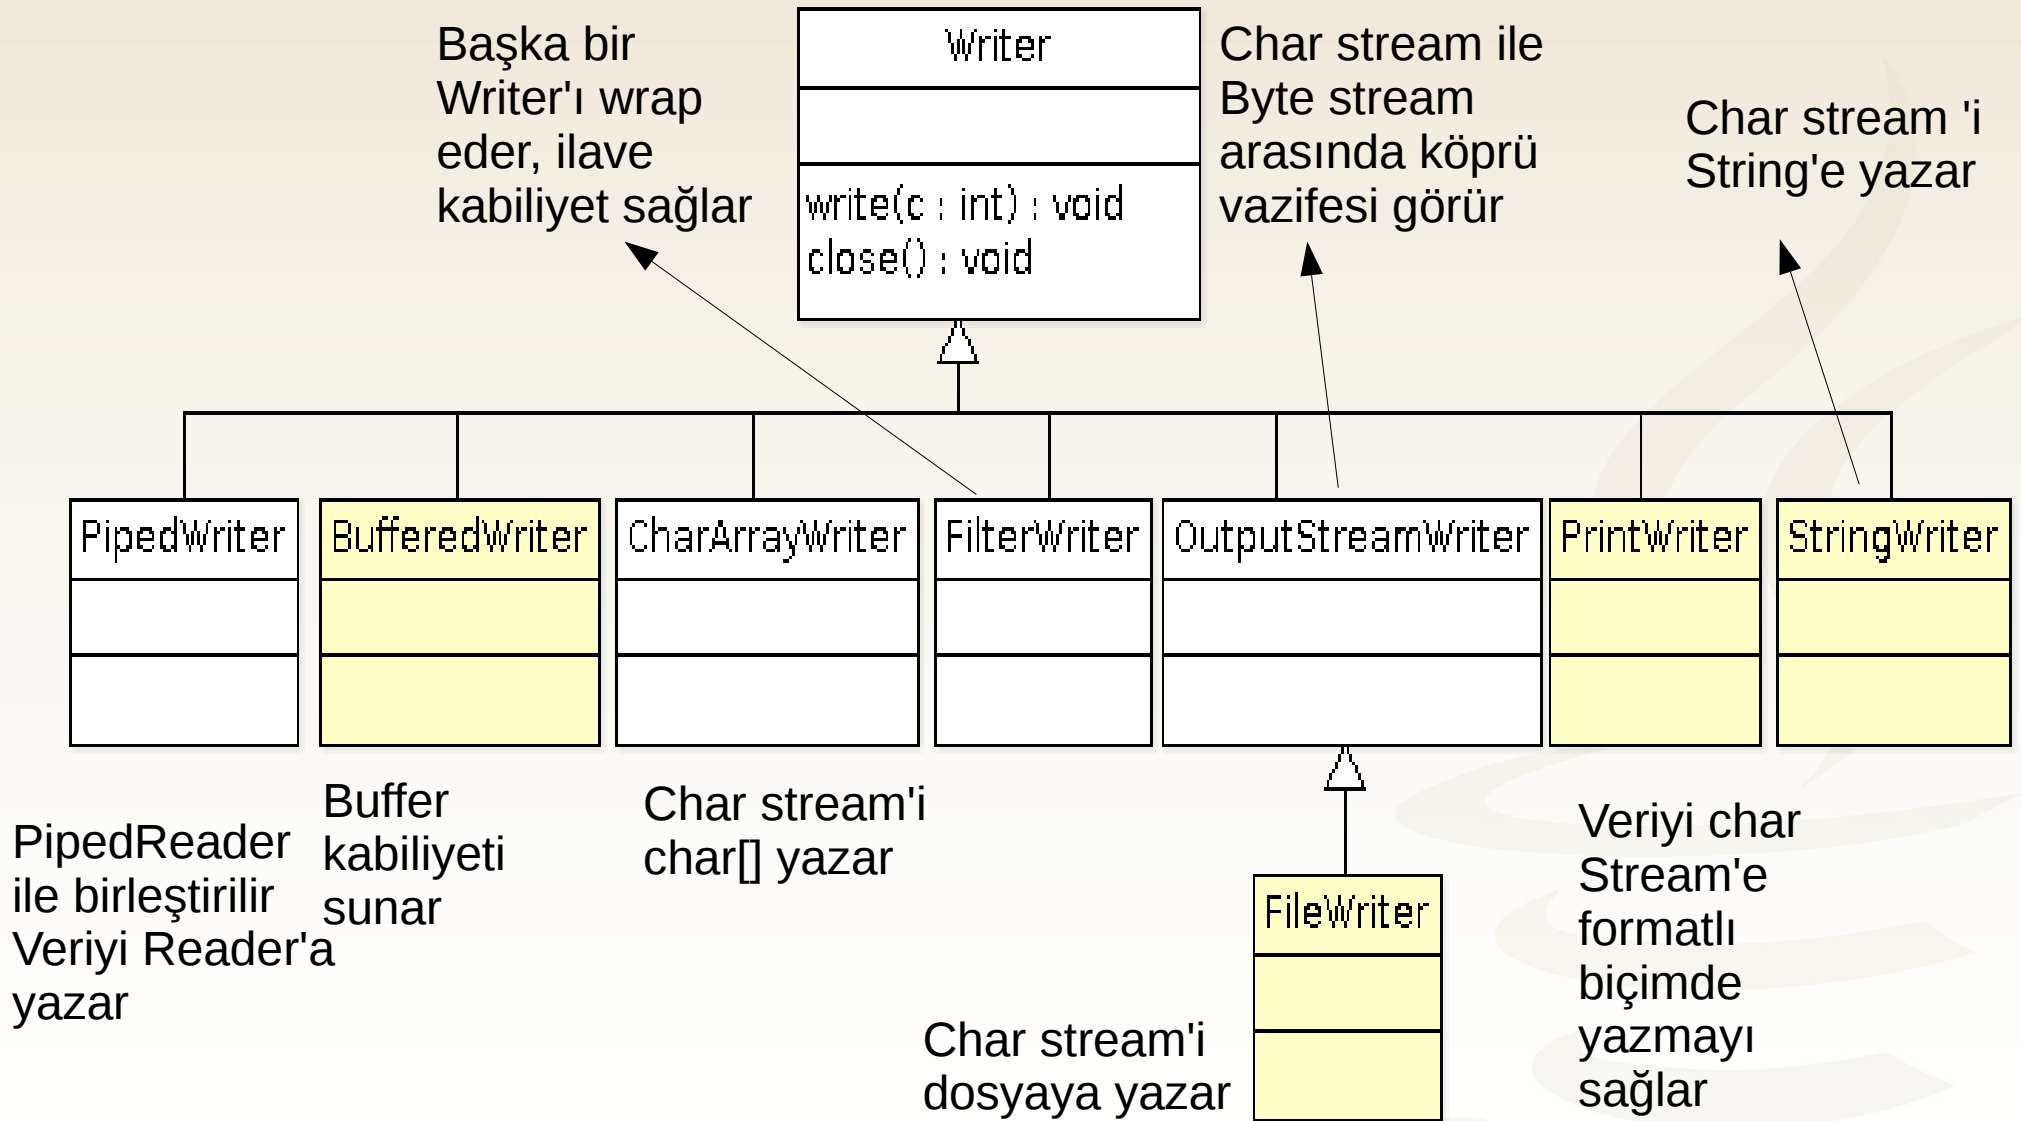 Başka bir
Writer'ı wrap
eder, ilave
kabiliyet sağlar
Writer
write(c : int) : void
close() : void
Char stream ile
Byte stream
arasında köprü
vazifesi görür
Char stream 'i
String'e yazar
PipedWriter
BufferedWriter
CharArrayWriter
FilterWriter
OutputStreamWriter
PrintWriter
StringWriter
PipedReader
ile birleştirilir
Veriyi Reader'a
yazar
Buffer
kabiliyeti
sunar
Char stream'i
char[] yazar
FileWriter
Char stream'i
dosyaya yazar
Veriyi char
Stream'e
formatlı
biçimde
yazmayı
sağlar